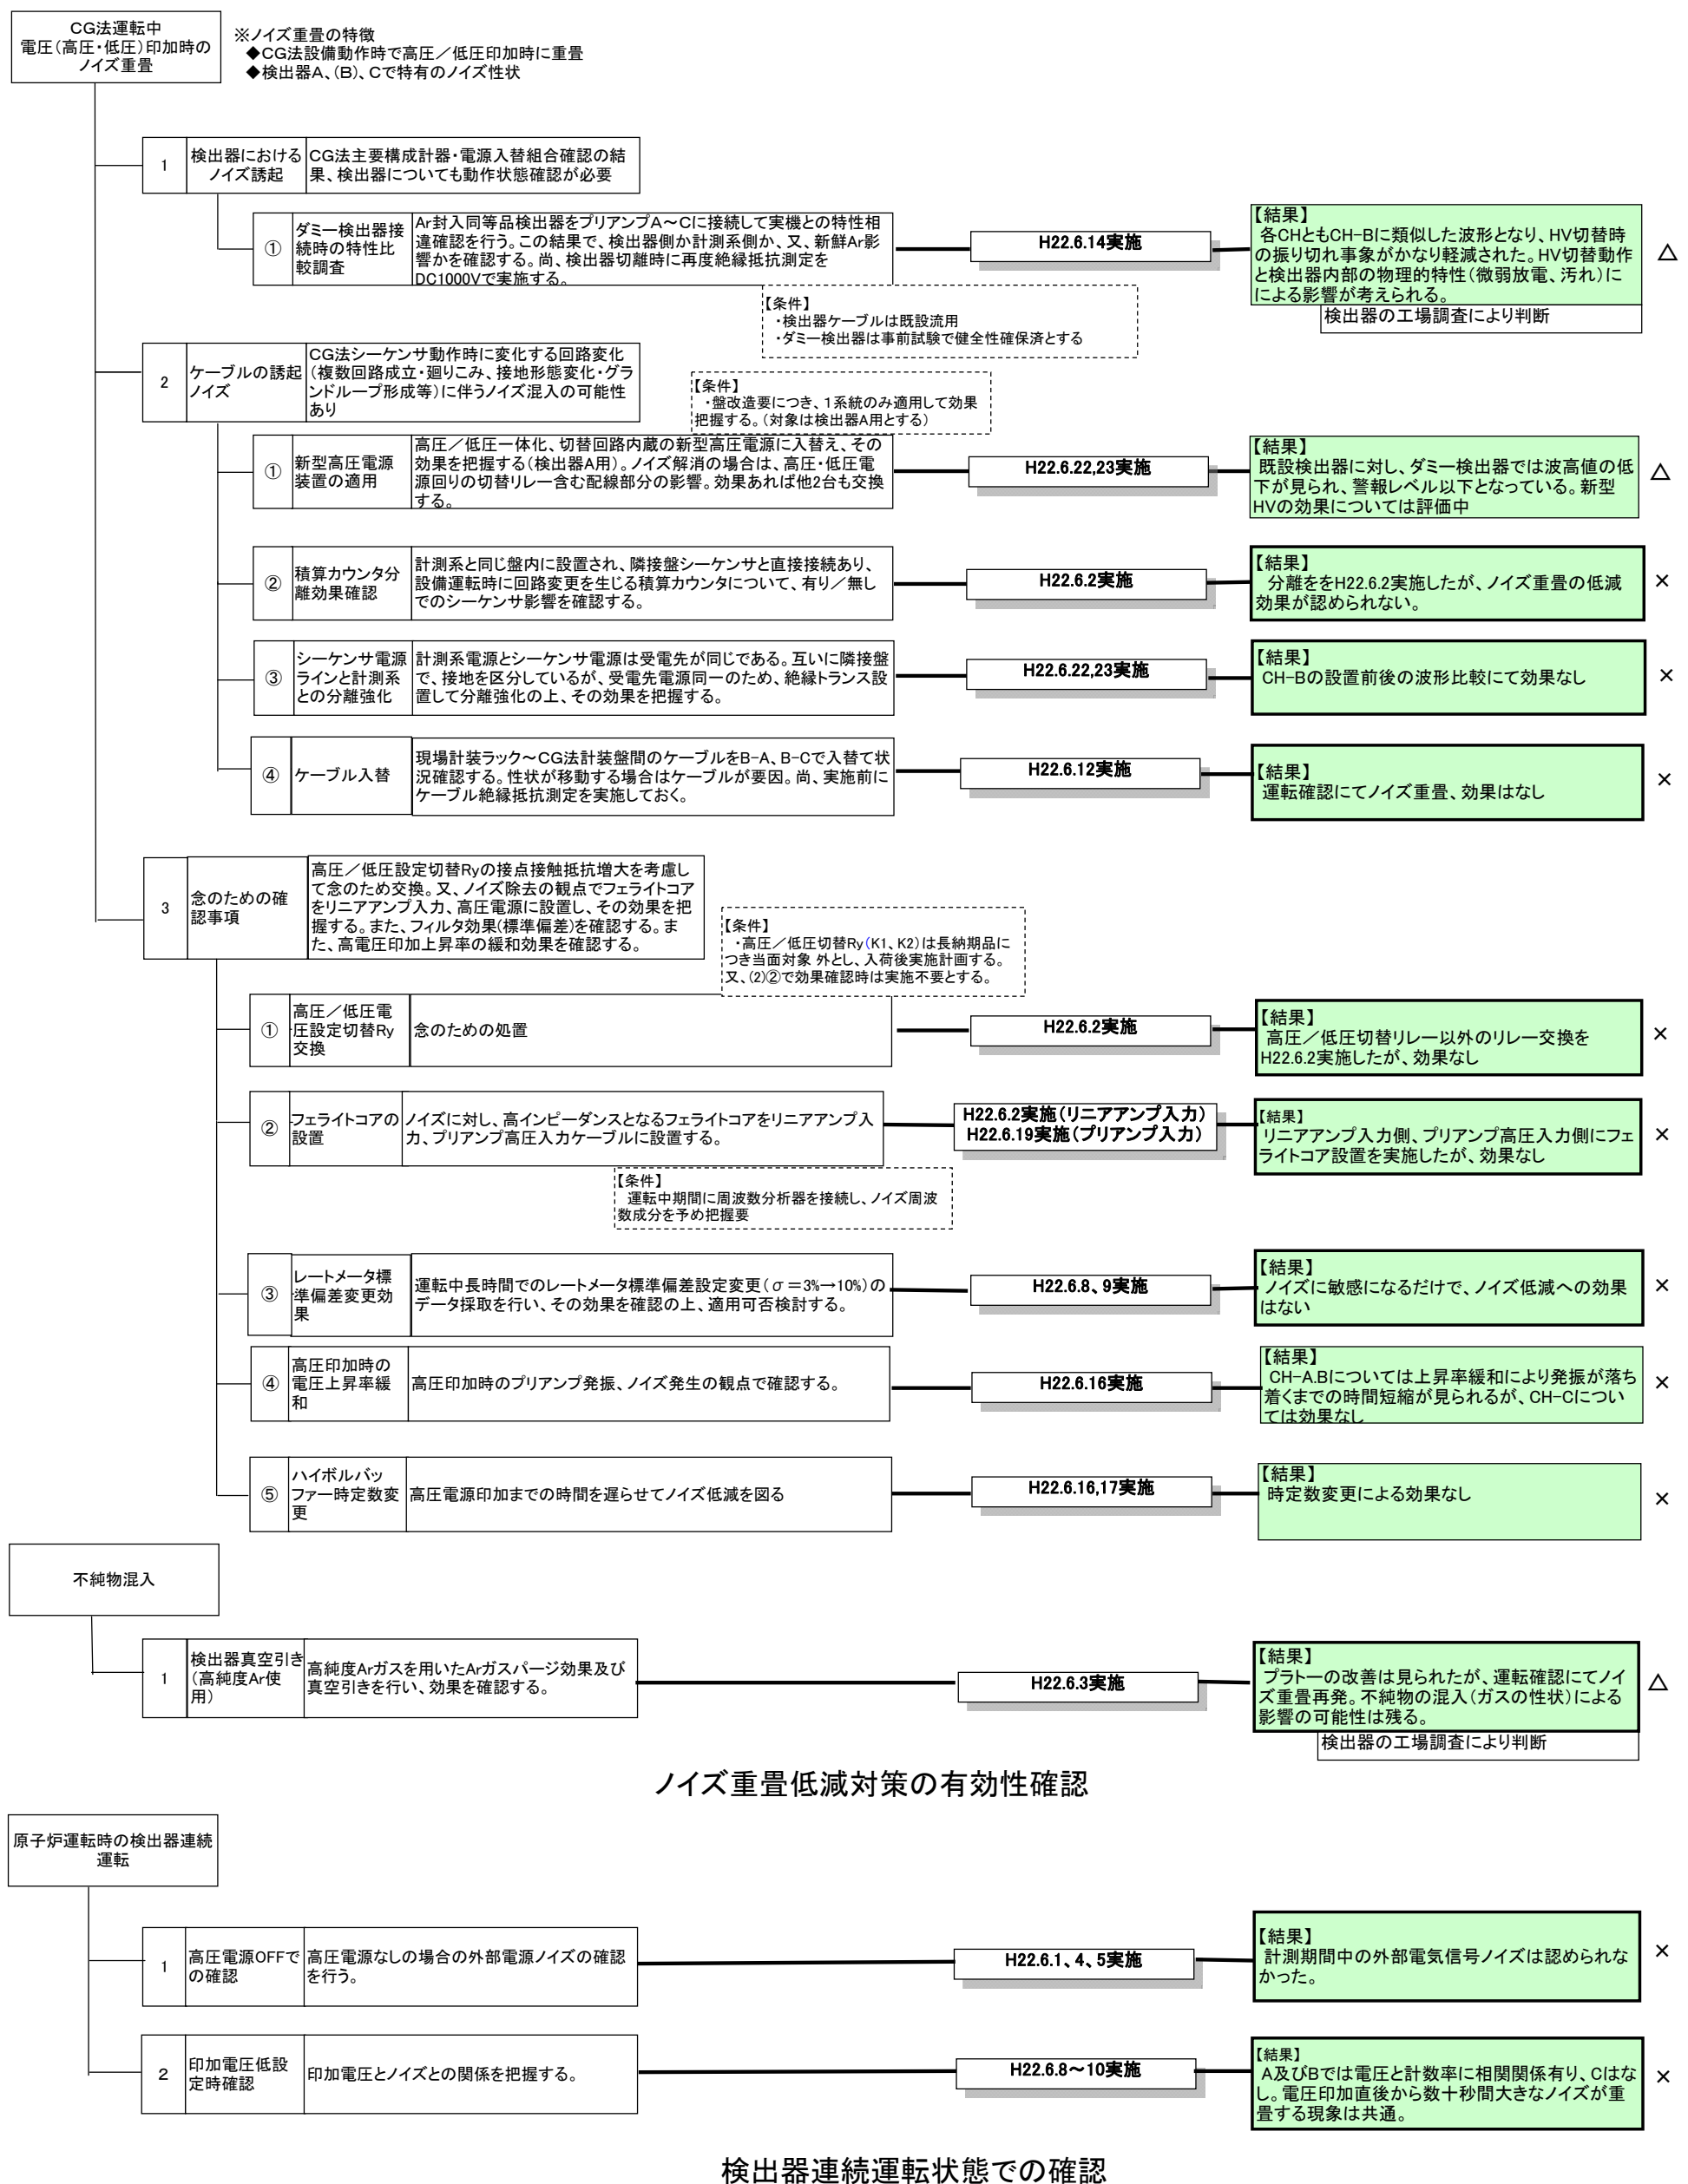 CG法運転中
電圧(高圧・低圧)印加時の
ノイズ重畳
※ノイズ重畳の特徴
◆CG法設備動作時で高圧／低圧印加時に重畳
◆検出器A、(B)、Cで特有のノイズ性状
1
検出器における
ノイズ誘起
CG法主要構成計器・電源入替組合確認の結
果、検出器についても動作状態確認が必要
①
ダミー検出器接
続時の特性比
較調査
Ar封入同等品検出器をプリアンプA～Cに接続して実機との特性相
違確認を行う。この結果で、検出器側か計測系側か、又、新鮮Ar影
響かを確認する。尚、検出器切離時に再度絶縁抵抗測定を
DC1000Vで実施する。
H22.6.14実施
【結果】
各CHともCH-Bに類似した波形となり、HV切替時
の振り切れ事象がかなり軽減された。HV切替動作
と検出器内部の物理的特性(微弱放電、汚れ)に
による影響が考えられる。
△
検出器の工場調査により判断
【条件】
・検出器ケーブルは既設流用
・ダミー検出器は事前試験で健全性確保済とする
2
ケーブルの誘起
ノイズ
CG法シーケンサ動作時に変化する回路変化
(複数回路成立・廻りこみ、接地形態変化・グラ
ンドループ形成等)に伴うノイズ混入の可能性
あり
【条件】
・盤改造要につき、1系統のみ適用して効果
把握する。(対象は検出器A用とする)
①
新型高圧電源
装置の適用
高圧／低圧一体化、切替回路内蔵の新型高圧電源に入替え、その
効果を把握する(検出器A用)。ノイズ解消の場合は、高圧・低圧電
源回りの切替リレー含む配線部分の影響。効果あれば他2台も交換
する。
H22.6.22,23実施
【結果】
既設検出器に対し、ダミー検出器では波高値の低
下が見られ、警報レベル以下となっている。新型
HVの効果については評価中
△
②
積算カウンタ分
離効果確認
計測系と同じ盤内に設置され、隣接盤シーケンサと直接接続あり、
設備運転時に回路変更を生じる積算カウンタについて、有り／無し
でのシーケンサ影響を確認する。
H22.6.2実施
【結果】
分離ををH22.6.2実施したが、ノイズ重畳の低減
効果が認められない。
×
③
シーケンサ電源
ラインと計測系
との分離強化
計測系電源とシーケンサ電源は受電先が同じである。互いに隣接盤
で、接地を区分しているが、受電先電源同一のため、絶縁トランス設
置して分離強化の上、その効果を把握する。
H22.6.22,23実施
【結果】
CH-Bの設置前後の波形比較にて効果なし
×
④
ケーブル入替
現場計装ラック～CG法計装盤間のケーブルをB-A、B-Cで入替て状
況確認する。性状が移動する場合はケーブルが要因。尚、実施前に
ケーブル絶縁抵抗測定を実施しておく。
H22.6.12実施
【結果】
運転確認にてノイズ重畳、効果はなし
×
3
念のための確
認事項
高圧／低圧設定切替Ryの接点接触抵抗増大を考慮し
て念のため交換。又、ノイズ除去の観点でフェライトコア
をリニアアンプ入力、高圧電源に設置し、その効果を把
握する。また、フィルタ効果(標準偏差)を確認する。ま
た、高電圧印加上昇率の緩和効果を確認する。
【条件】
・高圧／低圧切替Ry(K1、K2)は長納期品に
つき当面対象 外とし、入荷後実施計画する。
又、(2)②で効果確認時は実施不要とする。
①
高圧／低圧電
圧設定切替Ry
交換
念のための処置
H22.6.2実施
【結果】
高圧／低圧切替リレー以外のリレー交換を
H22.6.2実施したが、効果なし
×
②
フェライトコアの
設置
ノイズに対し、高インピーダンスとなるフェライトコアをリニアアンプ入
力、プリアンプ高圧入力ケーブルに設置する。
H22.6.2実施(リニアアンプ入力)
H22.6.19実施(プリアンプ入力)
【結果】
リニアアンプ入力側、プリアンプ高圧入力側にフェ
ライトコア設置を実施したが、効果なし
×
【条件】
運転中期間に周波数分析器を接続し、ノイズ周波
数成分を予め把握要
③
レートメータ標
準偏差変更効
果
運転中長時間でのレートメータ標準偏差設定変更(σ=3%→10%)の
データ採取を行い、その効果を確認の上、適用可否検討する。
H22.6.8、9実施
【結果】
ノイズに敏感になるだけで、ノイズ低減への効果
はない
×
④
高圧印加時の
電圧上昇率緩
和
高圧印加時のプリアンプ発振、ノイズ発生の観点で確認する。
H22.6.16実施
【結果】
CH-A.Bについては上昇率緩和により発振が落ち
着くまでの時間短縮が見られるが、CH-Cについ
ては効果なし
×
⑤
ハイボルバッ
ファー時定数変
更
高圧電源印加までの時間を遅らせてノイズ低減を図る
H22.6.16,17実施
【結果】
時定数変更による効果なし
×
不純物混入
1
検出器真空引き
(高純度Ar使
用)
高純度Arガスを用いたArガスパージ効果及び
真空引きを行い、効果を確認する。
H22.6.3実施
【結果】
プラトーの改善は見られたが、運転確認にてノイ
ズ重畳再発。不純物の混入(ガスの性状)による
影響の可能性は残る。
△
検出器の工場調査により判断
ノイズ重畳低減対策の有効性確認
原子炉運転時の検出器連続
運転
1
高圧電源OFFで
の確認
高圧電源なしの場合の外部電源ノイズの確認
を行う。
H22.6.1、4、5実施
【結果】
計測期間中の外部電気信号ノイズは認められな
かった。
×
2
印加電圧低設
定時確認
印加電圧とノイズとの関係を把握する。
H22.6.8～10実施
【結果】
A及びBでは電圧と計数率に相関関係有り、Cはな
し。電圧印加直後から数十秒間大きなノイズが重
畳する現象は共通。
×
検出器連続運転状態での確認